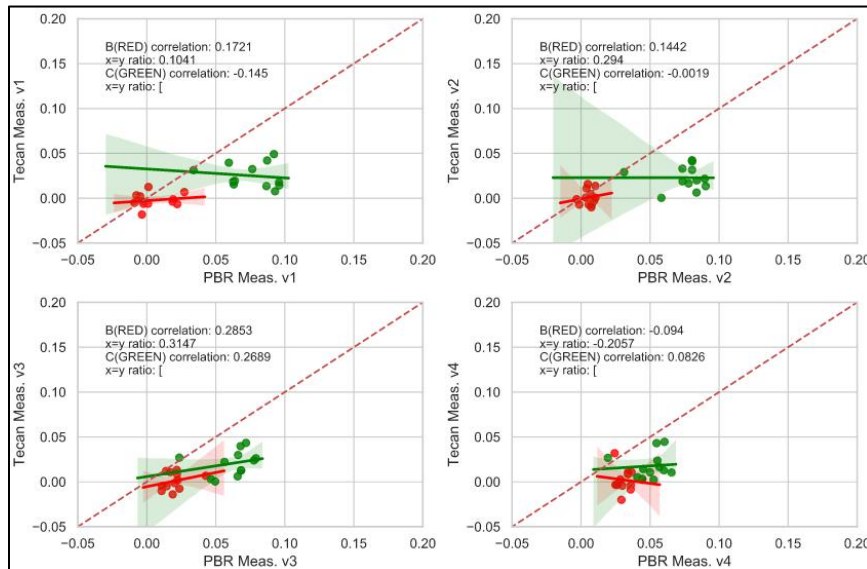 0.20
0.15
0.10
0.05
0.00
−0.05
Tecan Meas. v1
B(RED) correlation: 0.1721
x=y ratio: 0.1041
C(GREEN) correlation: -0.145
x=y ratio: [
−0.05 0.00 0.05 0.10 0.15 0.20
PBR Meas. v1
0.20
0.15
0.10
0.05
0.00
−0.05
Tecan Meas. v2
B(RED) correlation: 0.1442
x=y ratio: 0.294
C(GREEN) correlation: -0.0019
x=y ratio: [
−0.05 0.00 0.05 0.10 0.15 0.20
PBR Meas. v2
0.20
0.15
0.10
0.05
0.00
−0.05
Tecan Meas. v3
B(RED) correlation: 0.2853
x=y ratio: 0.3147
C(GREEN) correlation: 0.2689
x=y ratio: [
−0.05 0.00 0.05 0.10 0.15 0.20
PBR Meas. v3
0.20
0.15
0.10
0.05
0.00
−0.05
Tecan Meas. v4
B(RED) correlation: -0.094
x=y ratio: -0.2057
C(GREEN) correlation: 0.0826
x=y ratio: [
−0.05 0.00 0.05 0.10 0.15 0.20
PBR Meas. v4